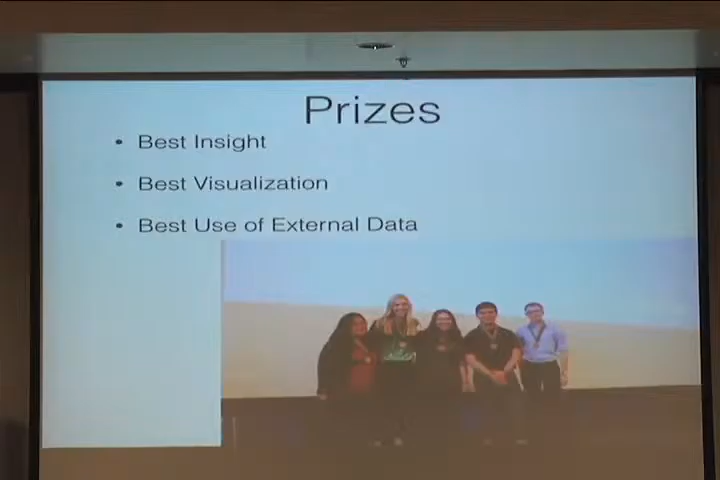 Prizes
• Best Insight
• Best Visualization
• Best Use of External Data